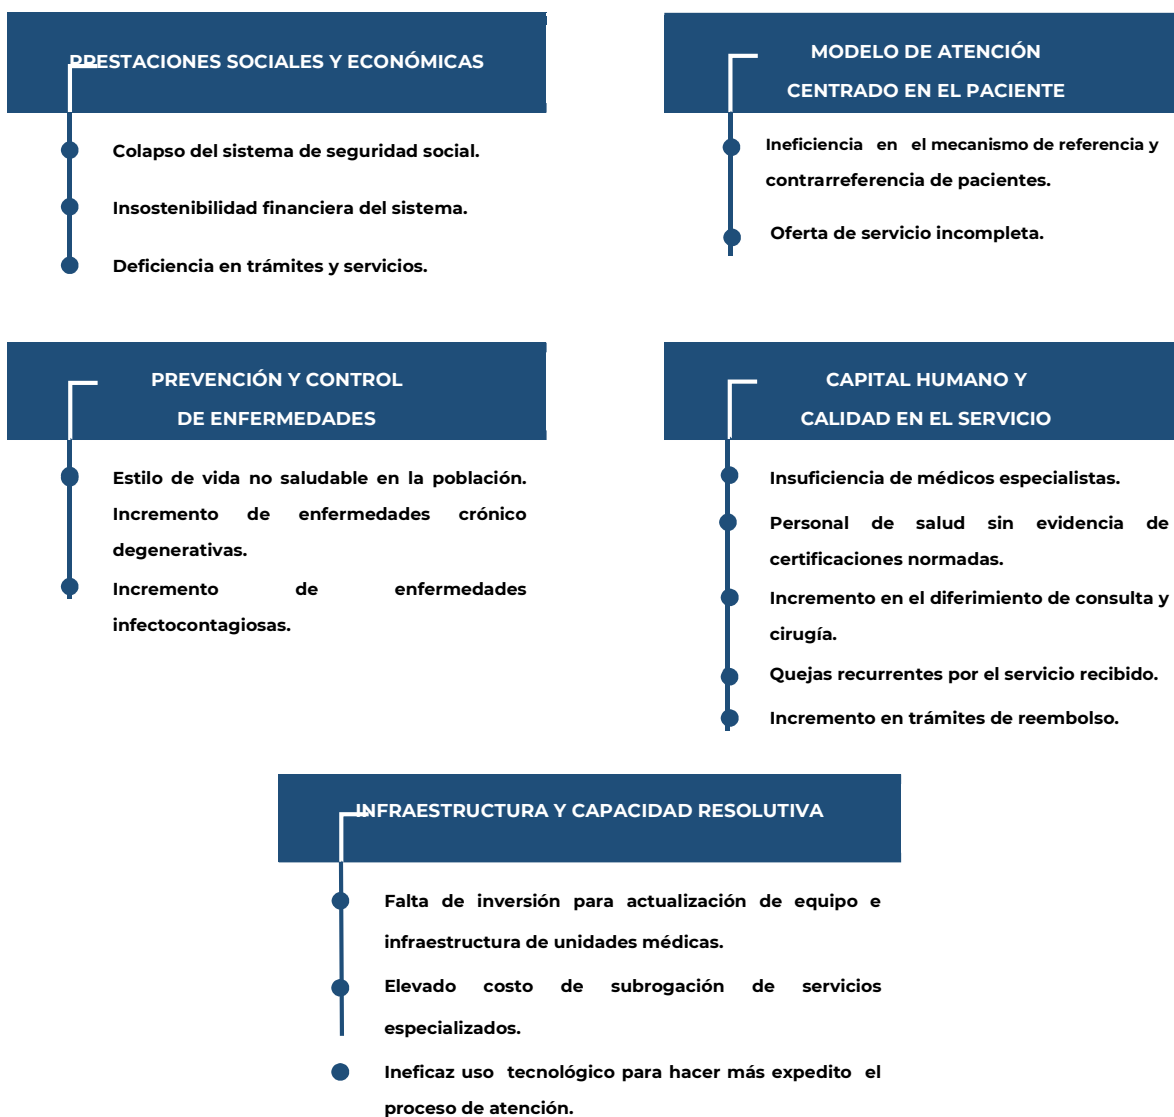 PRESTACIONES SOCIALES Y ECONÓMICAS
Colapso del sistema de seguridad social.
Insostenibilidad financiera del sistema.
Deficiencia en trámites y servicios.
MODELO DE ATENCIÓN
CENTRADO EN EL PACIENTE
Ineficiencia en el mecanismo de referencia y
contrarreferencia de pacientes.
Oferta de servicio incompleta.
PREVENCIÓN Y CONTROL
DE ENFERMEDADES
Estilo de vida no saludable en la población.
Incremento de enfermedades crónico
degenerativas.
Incremento de enfermedades
infectocontagiosas.
CAPITAL HUMANO Y
CALIDAD EN EL SERVICIO
Insuficiencia de médicos especialistas.
Personal de salud sin evidencia de
certificaciones normadas.
Incremento en el diferimiento de consulta y
cirugía.
Quejas recurrentes por el servicio recibido.
Incremento en trámites de reembolso.
INFRAESTRUCTURA Y CAPACIDAD RESOLUTIVA
Falta de inversión para actualización de equipo e
infraestructura de unidades médicas.
Elevado costo de subrogación de servicios
especializados.
Ineficaz uso tecnológico para hacer más expedito el
proceso de atención.